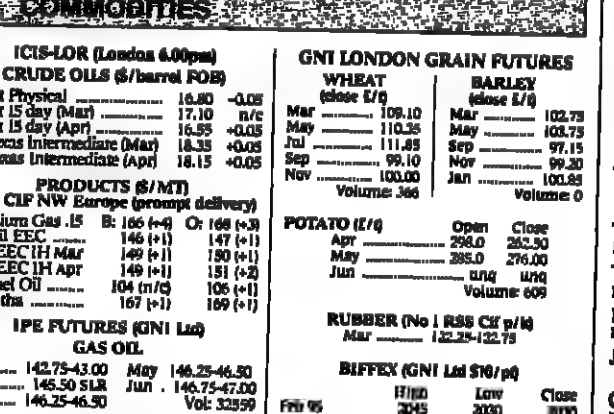 COMMODITIES
ICIS-LOR (London 6.00pm)
CRUDE OILS ($/barrel FOB)
Physical ........ 16.80 -0.05
15 day (Mar) ........ 17.10 n/c
15 day (Apr) ........ 16.55 +0.05
Intermediate (Mar) 18.35 +0.05
Intermediate (Apr) 18.15 +0.05
PRODUCTS ($/MT)
CIF NW Europe (prompt delivery)
Gas .15 B: 166 (+4) O: 168 (+3)
EEC ........ 146 (+1) 147 (+1)
EEC 1H Mar 149 (+1) 150 (+1)
EEC 1H Apr 149 (+1) 151 (+2)
Oil ........ 104 (n/c) 106 (+1)
........ 167 (+1) 169 (+1)
IPE FUTURES (GNI Ltd)
GAS OIL
142.75-43.00 May 146.25-46.50
145.50 SLR Jun . 146.75-47.00
146.25-46.50 Vol: 32559
GNI LONDON GRAIN FUTURES
WHEAT
(close £/t)
Mar ........ 109.10
May ........ 110.35
Jul ........ 111.85
Sep ........ 99.10
Nov ........ 100.00
Volume: 366
BARLEY
(close £/t)
Mar ........ 102.75
May ........ 103.75
Sep ........ 97.15
Nov ........ 99.20
Jan ........ 100.85
Volume: 0
POTATO (£/t) Open Close
Apr ........ 298.0 262.50
May ........ 285.0 276.00
Jun ........ unq unq
Volume: 609
RUBBER (No 1 RSS Cif p/k)
Mar ........ 132.25-132.75
BIFFEX (GNI Ltd $10/pt)
High Low Close
Feb 95 2045 2030